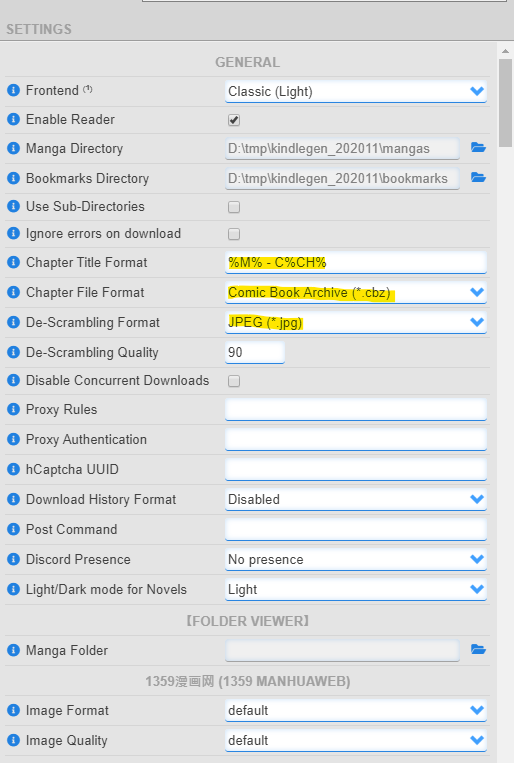 SETTINGS
GENERAL
Frontend (¹) Classic (Light)
Enable Reader
Manga Directory D:\tmp\kindlegen_202011\mangas
Bookmarks Directory D:\tmp\kindlegen_202011\bookmarks
Use Sub-Directories
Ignore errors on download
Chapter Title Format %M% - C%CH%
Chapter File Format Comic Book Archive (*.cbz)
De-Scrambling Format JPEG (*.jpg)
De-Scrambling Quality 90
Disable Concurrent Downloads
Proxy Rules
Proxy Authentication
hCaptcha UUID
Download History Format Disabled
Post Command
Discord Presence No presence
Light/Dark mode for Novels Light
【FOLDER VIEWER】
Manga Folder
1359漫画网 (1359 MANHUAWEB)
Image Format default
Image Quality default